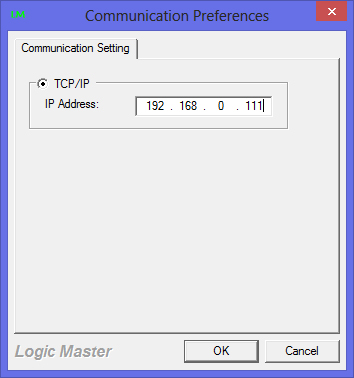 LM
Communication Preferences
Communication Setting
TCP/IP
IP Address: 192 . 168 . 0 . 111
Logic Master OK Cancel